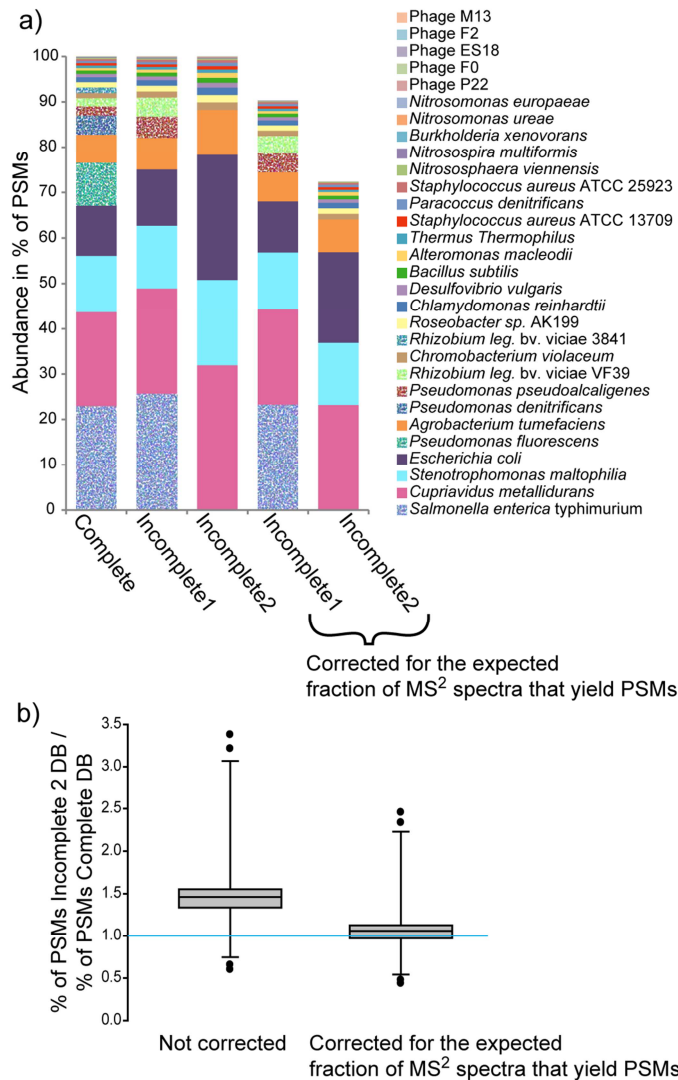 a)
Abundance in % of PSMs
100
90
80
70
60
50
40
30
20
10
0
Complete
Incomplete1
Incomplete2
Incomplete1
Incomplete2
Phage M13
Phage F2
Phage ES18
Phage F0
Phage P22
Nitrosomonas europaeae
Nitrosomonas ureae
Burkholderia xenovorans
Nitrosospira multiformis
Nitrososphaera viennensis
Staphylococcus aureus ATCC 25923
Paracoccus denitrificans
Staphylococcus aureus ATCC 13709
Thermus Thermophilus
Alteromonas macleodii
Bacillus subtilis
Desulfovibrio vulgaris
Chlamydomonas reinhardtii
Roseobacter sp. AK199
Rhizobium leg. bv. viciae 3841
Chromobacterium violaceum
Rhizobium leg. bv. viciae VF39
Pseudomonas pseudoalcaligenes
Pseudomonas denitrificans
Agrobacterium tumefaciens
Pseudomonas fluorescens
Escherichia coli
Stenotrophomonas maltophilia
Cupriavidus metallidurans
Salmonella enterica typhimurium
Corrected for the expected
fraction of MS² spectra that yield PSMs
b)
% of PSMs Incomplete 2 DB /
% of PSMs Complete DB
3.5
3.0
2.5
2.0
1.5
1.0
0.5
0.0
Not corrected
Corrected for the expected
fraction of MS² spectra that yield PSMs